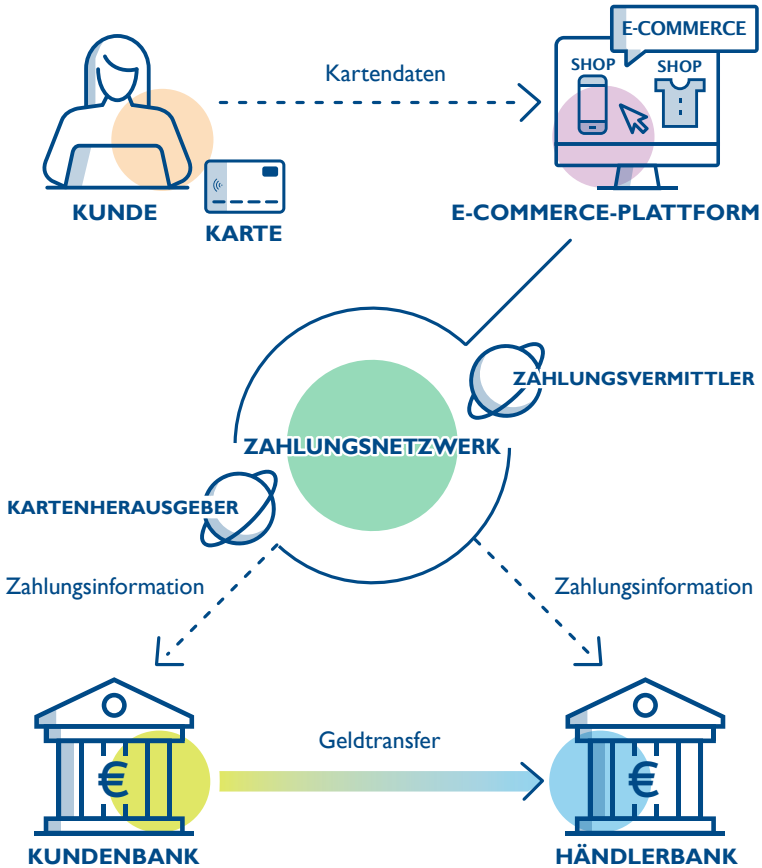 E-COMMERCE
SHOP
SHOP
Kartendaten
KUNDE
KARTE
E-COMMERCE-PLATTFORM
ZAHLUNGSVERMITTLER
ZAHLUNGSNETZWERK
KARTENHERAUSGEBER
Zahlungsinformation
Zahlungsinformation
Geldtransfer
€
€
KUNDENBANK
HÄNDLERBANK